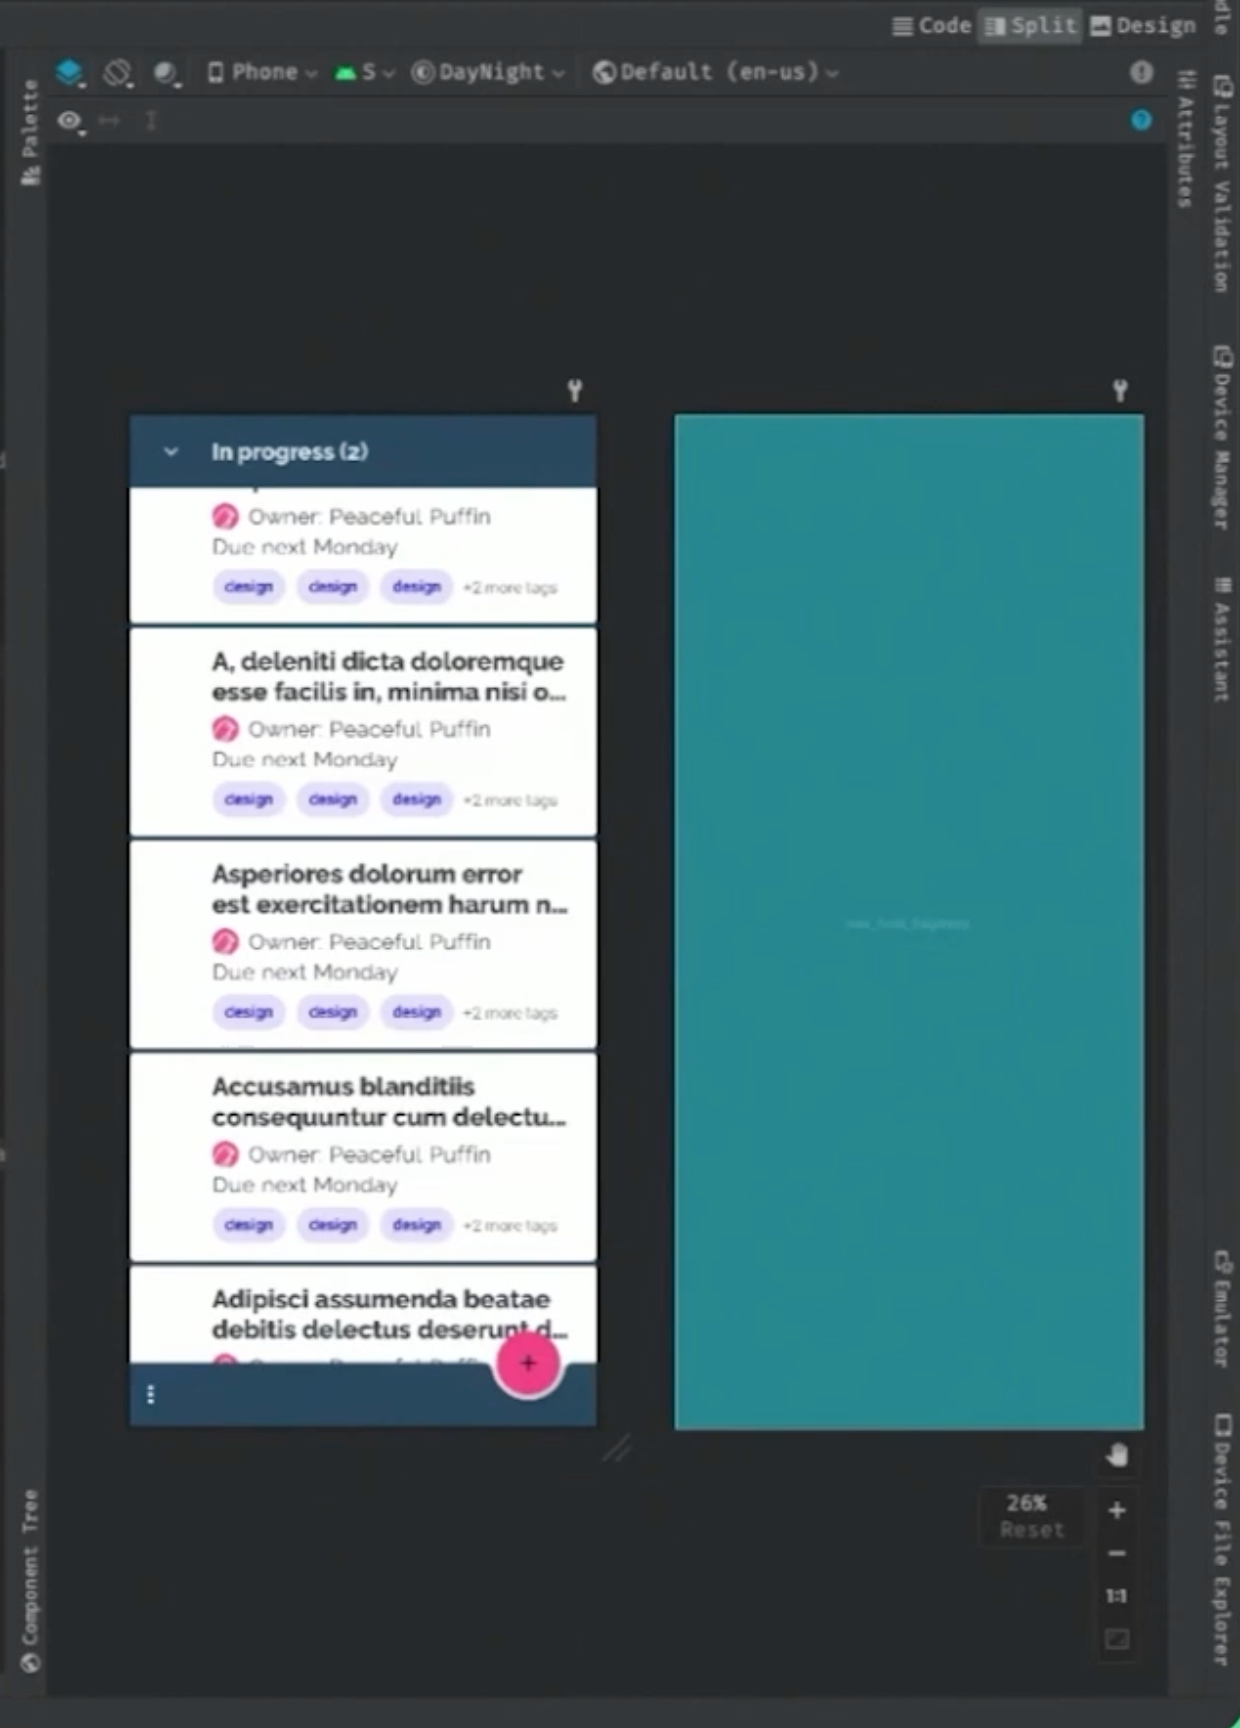 Code Split Design
Phone S DayNight Default (en-us)
Palette
Attributes
Layout Validation
Device Manager
Assistant
Emulator
Device File Explorer
Component Tree
In progress (2)
Owner: Peaceful Puffin
Due next Monday
design design design +2 more tags
A, deleniti dicta doloremque
esse facilis in, minima nisi o...
Owner: Peaceful Puffin
Due next Monday
design design design +2 more tags
Asperiores dolorum error
est exercitationem harum n...
Owner: Peaceful Puffin
Due next Monday
design design design +2 more tags
Accusamus blanditiis
consequuntur cum delectu...
Owner: Peaceful Puffin
Due next Monday
design design design +2 more tags
Adipisci assumenda beatae
debitis delectus deserunt d...
26%
Reset
1:1